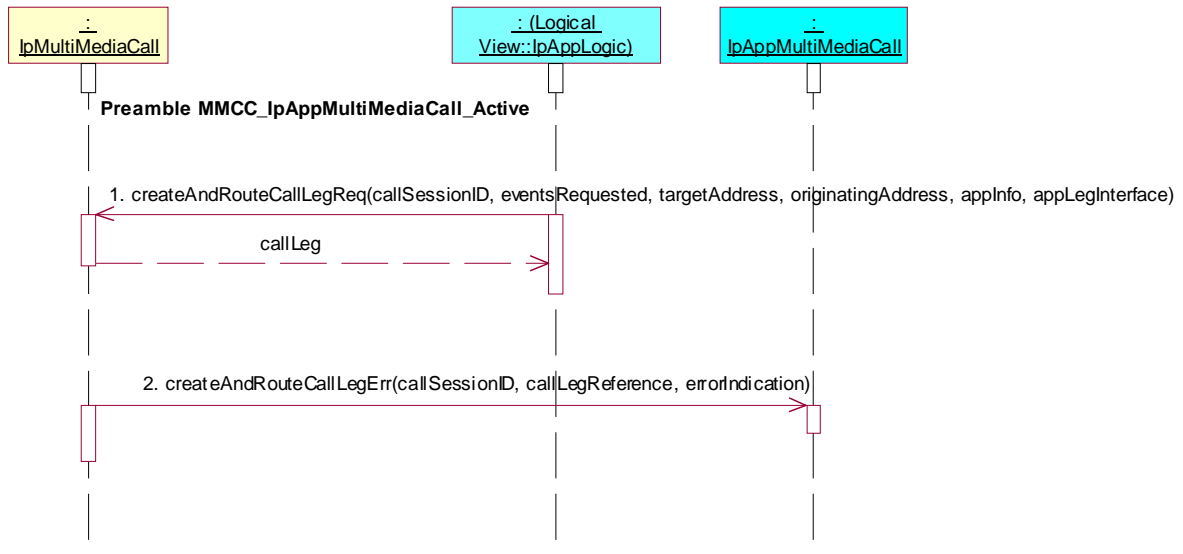 :
IpMultiMediaCall
: (Logical
View::IpAppLogic)
:
IpAppMultiMediaCall
Preamble MMCC_IpAppMultiMediaCall_Active
1. createAndRouteCallLegReq(callSessionID, eventsRequested, targetAddress, originatingAddress, appInfo, appLegInterface)
callLeg
2. createAndRouteCallLegErr(callSessionID, callLegReference, errorIndication)